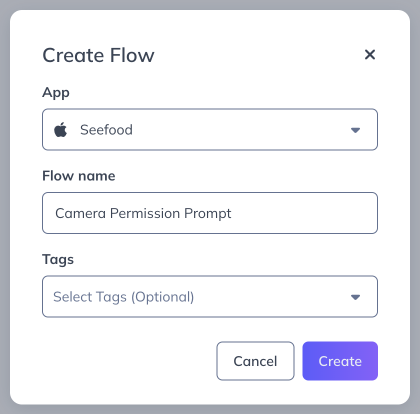 Create Flow
App
Seefood
Flow name
Camera Permission Prompt
Tags
Select Tags (Optional)
Cancel
Create